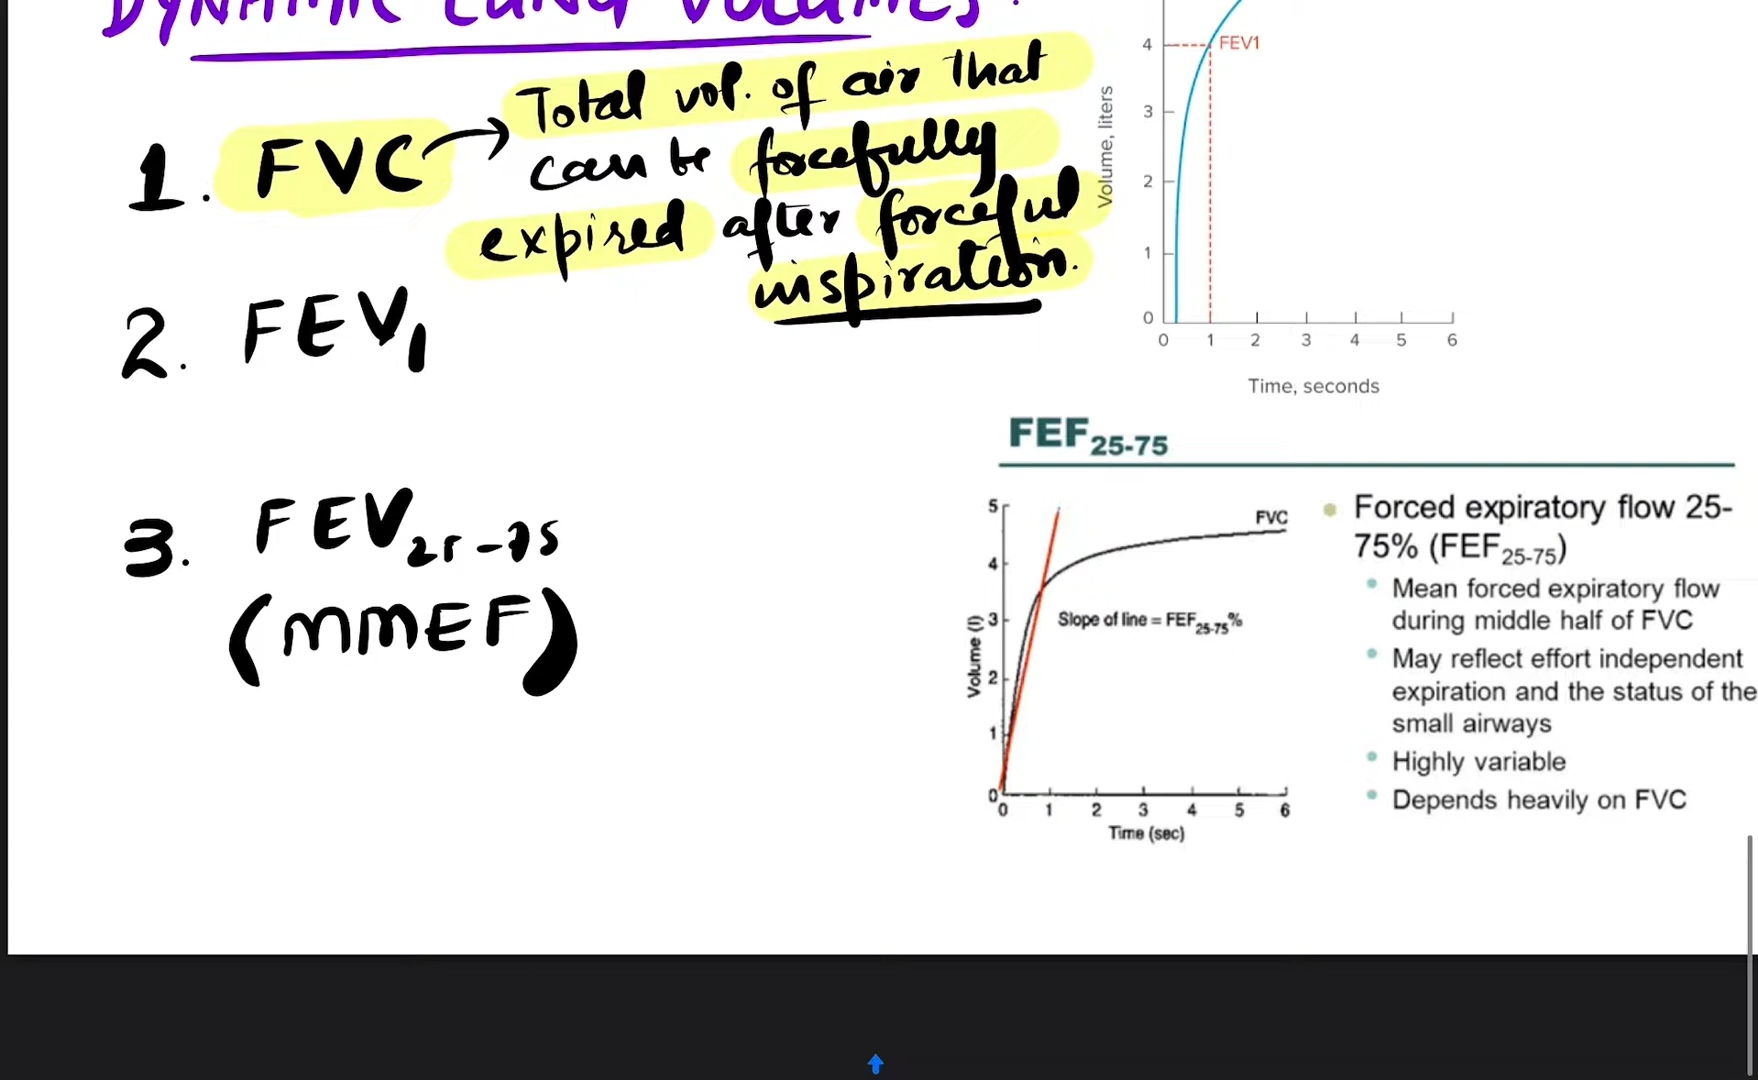 DYNAMIC LUNG VOLUMES:
1. FVC → Total vol. of air that
can be forcefully
expired after forceful
inspiration.
2. FEV1
3. FEV25-75
(MMEF)
4
FEV1
3
2
1
0
Volume, liters
0 1 2 3 4 5 6
Time, seconds
FEF25-75
5
4
3
2
1
0
Volume (l)
FVC
Slope of line = FEF25-75%
0 1 2 3 4 5 6
Time (sec)
Forced expiratory flow 25-
75% (FEF25-75)
Mean forced expiratory flow
during middle half of FVC
May reflect effort independent
expiration and the status of the
small airways
Highly variable
Depends heavily on FVC